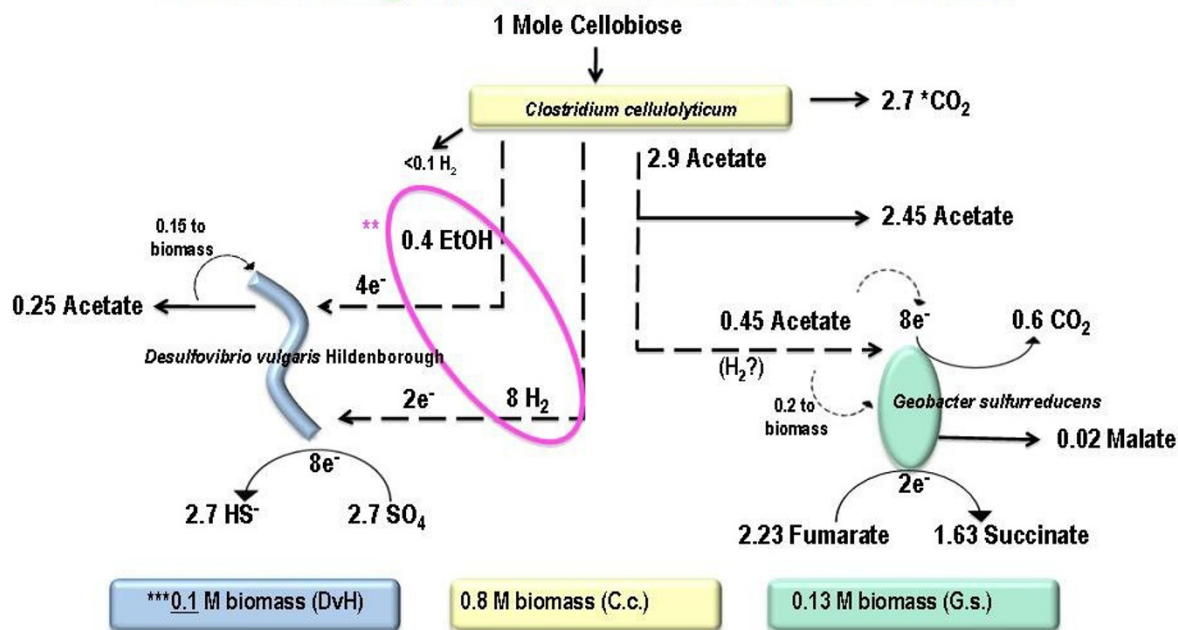 1 Mole Cellobiose
Clostridium cellulolyticum
2.7 *CO₂
<0.1 H₂
2.9 Acetate
2.45 Acetate
**
0.4 EtOH
0.15 to
biomass
4e⁻
0.25 Acetate
0.45 Acetate
8e⁻
0.6 CO₂
Desulfovibrio vulgaris Hildenborough
(H₂?)
2e⁻
8 H₂
0.2 to
biomass
Geobacter sulfurreducens
0.02 Malate
8e⁻
2e⁻
2.7 HS⁻
2.7 SO₄
2.23 Fumarate
1.63 Succinate
***0.1 M biomass (DvH)
0.8 M biomass (C.c.)
0.13 M biomass (G.s.)